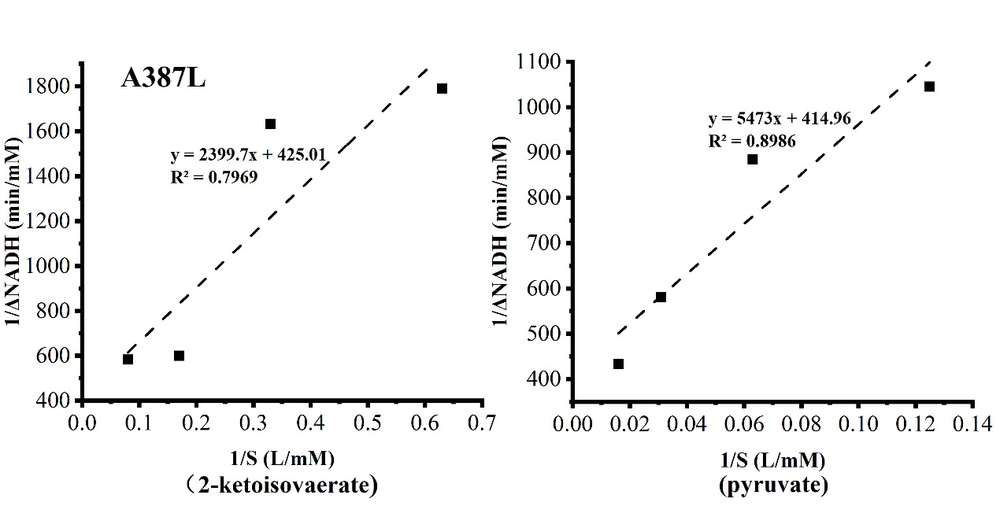 A387L
1/ΔNADH (min/mM)
1800
1600
1400
1200
1000
800
600
400
y = 2399.7x + 425.01
R² = 0.7969
0.0 0.1 0.2 0.3 0.4 0.5 0.6 0.7
1/S (L/mM)
（2-ketoisovaerate)
1/ΔNADH (min/mM)
1100
1000
900
800
700
600
500
400
y = 5473x + 414.96
R² = 0.8986
0.00 0.02 0.04 0.06 0.08 0.10 0.12 0.14
1/S (L/mM)
(pyruvate)